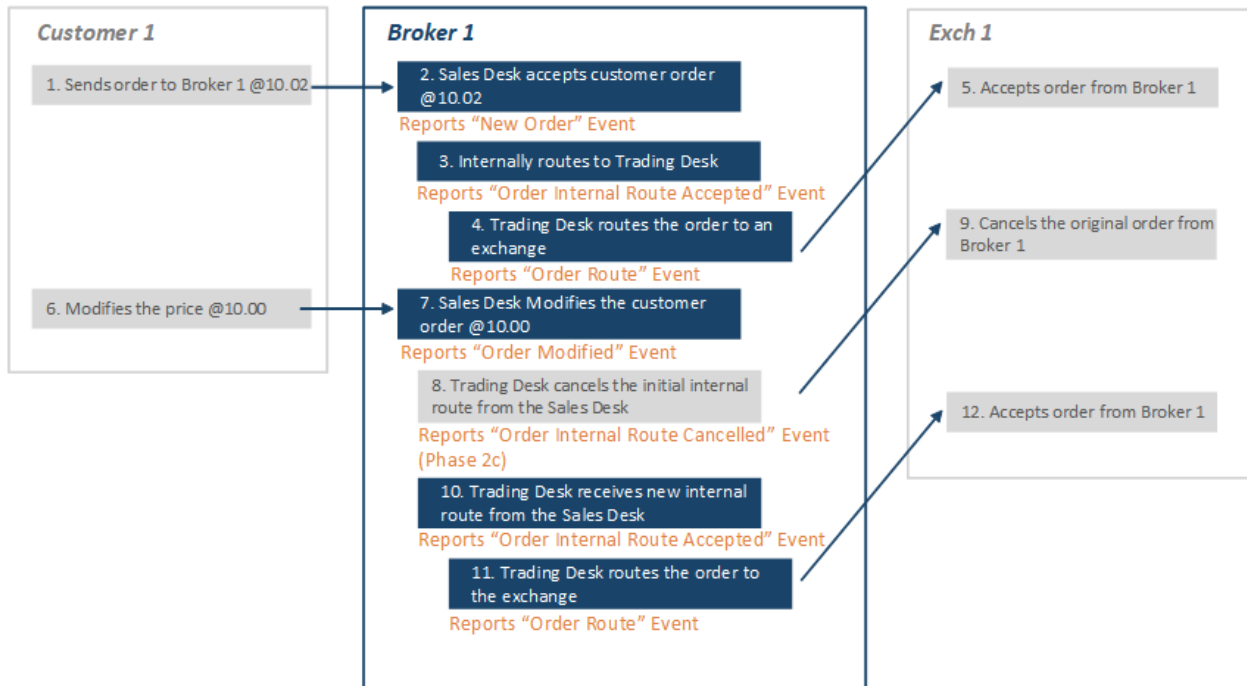 Customer 1
1. Sends order to Broker 1 @10.02
6. Modifies the price @10.00
Broker 1
2. Sales Desk accepts customer order
@10.02
Reports “New Order” Event
3. Internally routes to Trading Desk
Reports “Order Internal Route Accepted” Event
4. Trading Desk routes the order to an
exchange
Reports “Order Route” Event
7. Sales Desk Modifies the customer
order @10.00
Reports “Order Modified” Event
8. Trading Desk cancels the initial internal
route from the Sales Desk
Reports “Order Internal Route Cancelled” Event
(Phase 2c)
10. Trading Desk receives new internal
route from the Sales Desk
Reports “Order Internal Route Accepted” Event
11. Trading Desk routes the order to
the exchange
Reports “Order Route” Event
Exch 1
5. Accepts order from Broker 1
9. Cancels the original order from
Broker 1
12. Accepts order from Broker 1